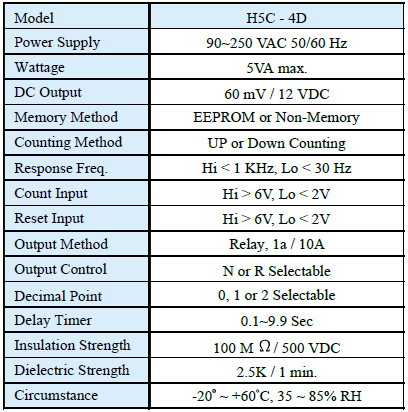 Model H5C - 4D
Power Supply 90~250 VAC 50/60 Hz
Wattage 5VA max.
DC Output 60 mV / 12 VDC
Memory Method EEPROM or Non-Memory
Counting Method UP or Down Counting
Response Freq. Hi < 1 KHz, Lo < 30 Hz
Count Input Hi > 6V, Lo < 2V
Reset Input Hi > 6V, Lo < 2V
Output Method Relay, 1a / 10A
Output Control N or R Selectable
Decimal Point 0, 1 or 2 Selectable
Delay Timer 0.1~9.9 Sec
Insulation Strength 100 M Ω / 500 VDC
Dielectric Strength 2.5K / 1 min.
Circumstance -20° ~ +60°C, 35 ~ 85% RH